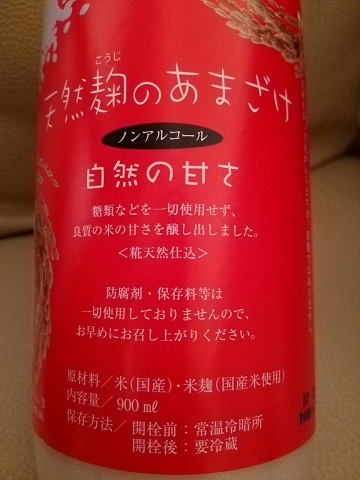 こうじ
天然麹のあまざけ
ノンアルコール
自然の甘さ
糖類などを一切使用せず、
良質の米の甘さを醸し出しました。
＜糀天然仕込＞
防腐剤・保存料等は
一切使用しておりませんので、
お早めにお召し上がりください。
原材料／米(国産)・米麹(国産米使用)
内容量／900㎖
保存方法／開栓前：常温冷暗所
開栓後：要冷蔵